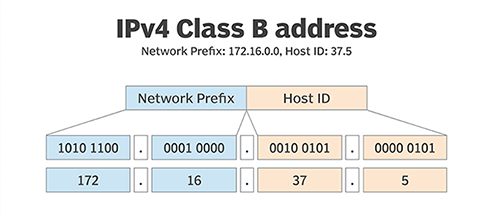 IPv4 Class B address
Network Prefix: 172.16.0.0, Host ID: 37.5
Network Prefix Host ID
1010 1100 . 0001 0000 . 0010 0101 . 0000 0101
172 . 16 . 37 . 5